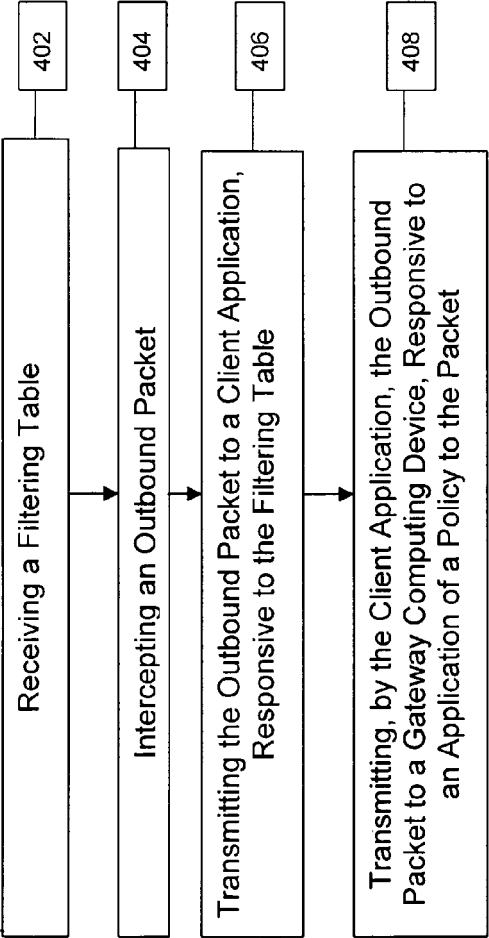 Receiving a Filtering Table
402
Intercepting an Outbound Packet
404
Transmitting the Outbound Packet to a Client Application,
Responsive to the Filtering Table
406
Transmitting, by the Client Application, the Outbound
Packet to a Gateway Computing Device, Responsive to
an Application of a Policy to the Packet
408